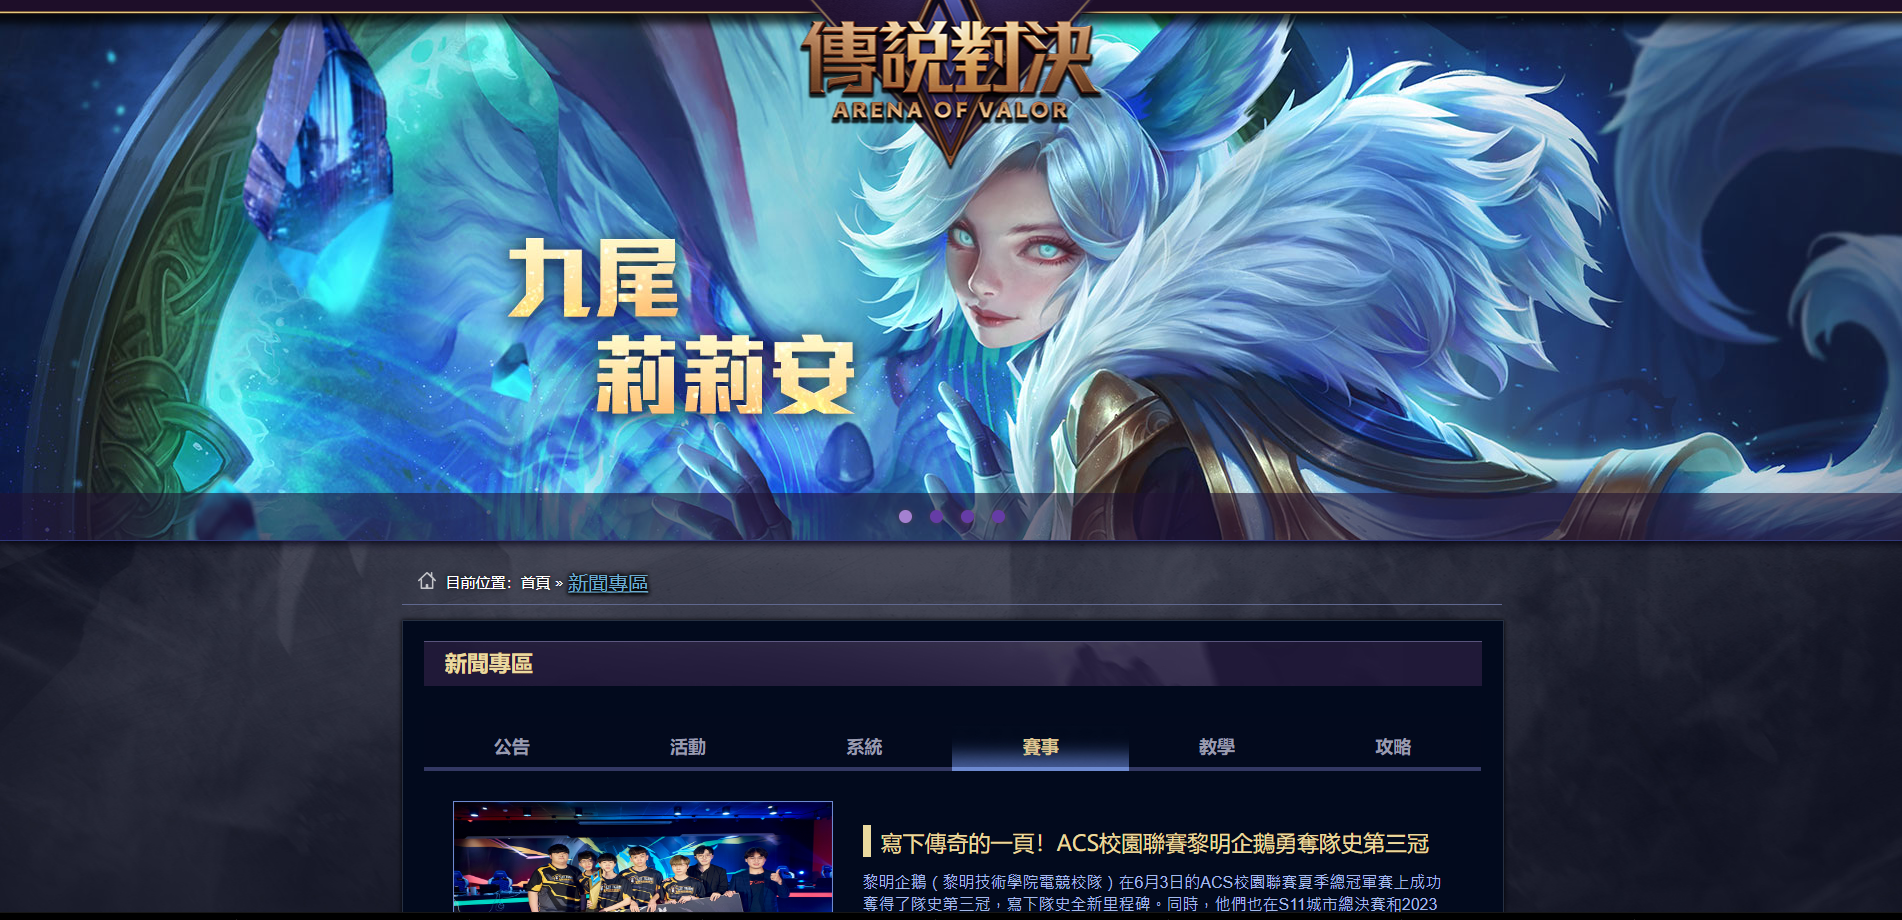 傳說對決
ARENA OF VALOR
九尾
莉莉安
目前位置：首頁 » 新聞專區
新聞專區
公告 活動 系統 賽事 教學 攻略
寫下傳奇的一頁！ACS校園聯賽黎明企鵝勇奪隊史第三冠
黎明企鵝（黎明技術學院電競校隊）在6月3日的ACS校園聯賽夏季總冠軍賽上成功
奪得了隊史第三冠，寫下隊史全新里程碑。同時，他們也在S11城市總決賽和2023